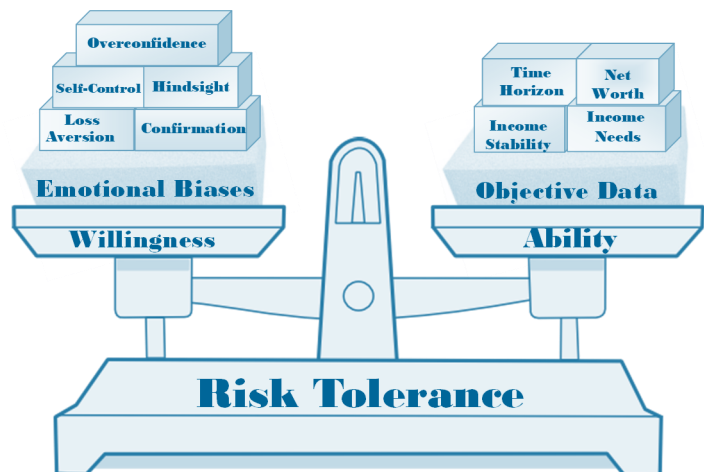 Overconfidence
Self-Control
Hindsight
Loss
Aversion
Confirmation
Emotional Biases
Willingness
Time
Horizon
Net
Worth
Income
Stability
Income
Needs
Objective Data
Ability
Risk Tolerance